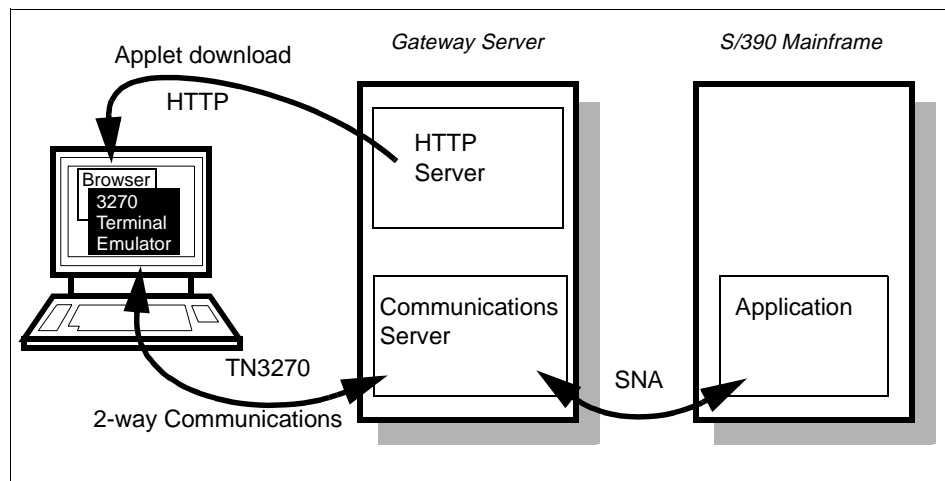 Gateway Server
S/390 Mainframe
Applet download
HTTP
HTTP
Server
Browser
3270
Terminal
Emulator
Communications
Server
Application
TN3270
SNA
2-way Communications